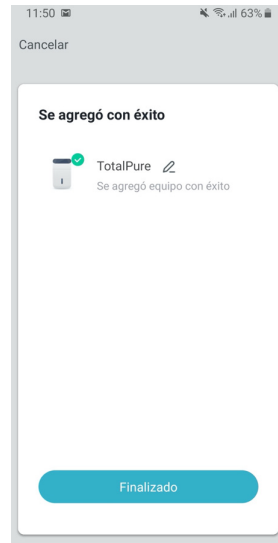 11:50 63%
Cancelar
Se agregó con éxito
TotalPure
Se agregó equipo con éxito
Finalizado